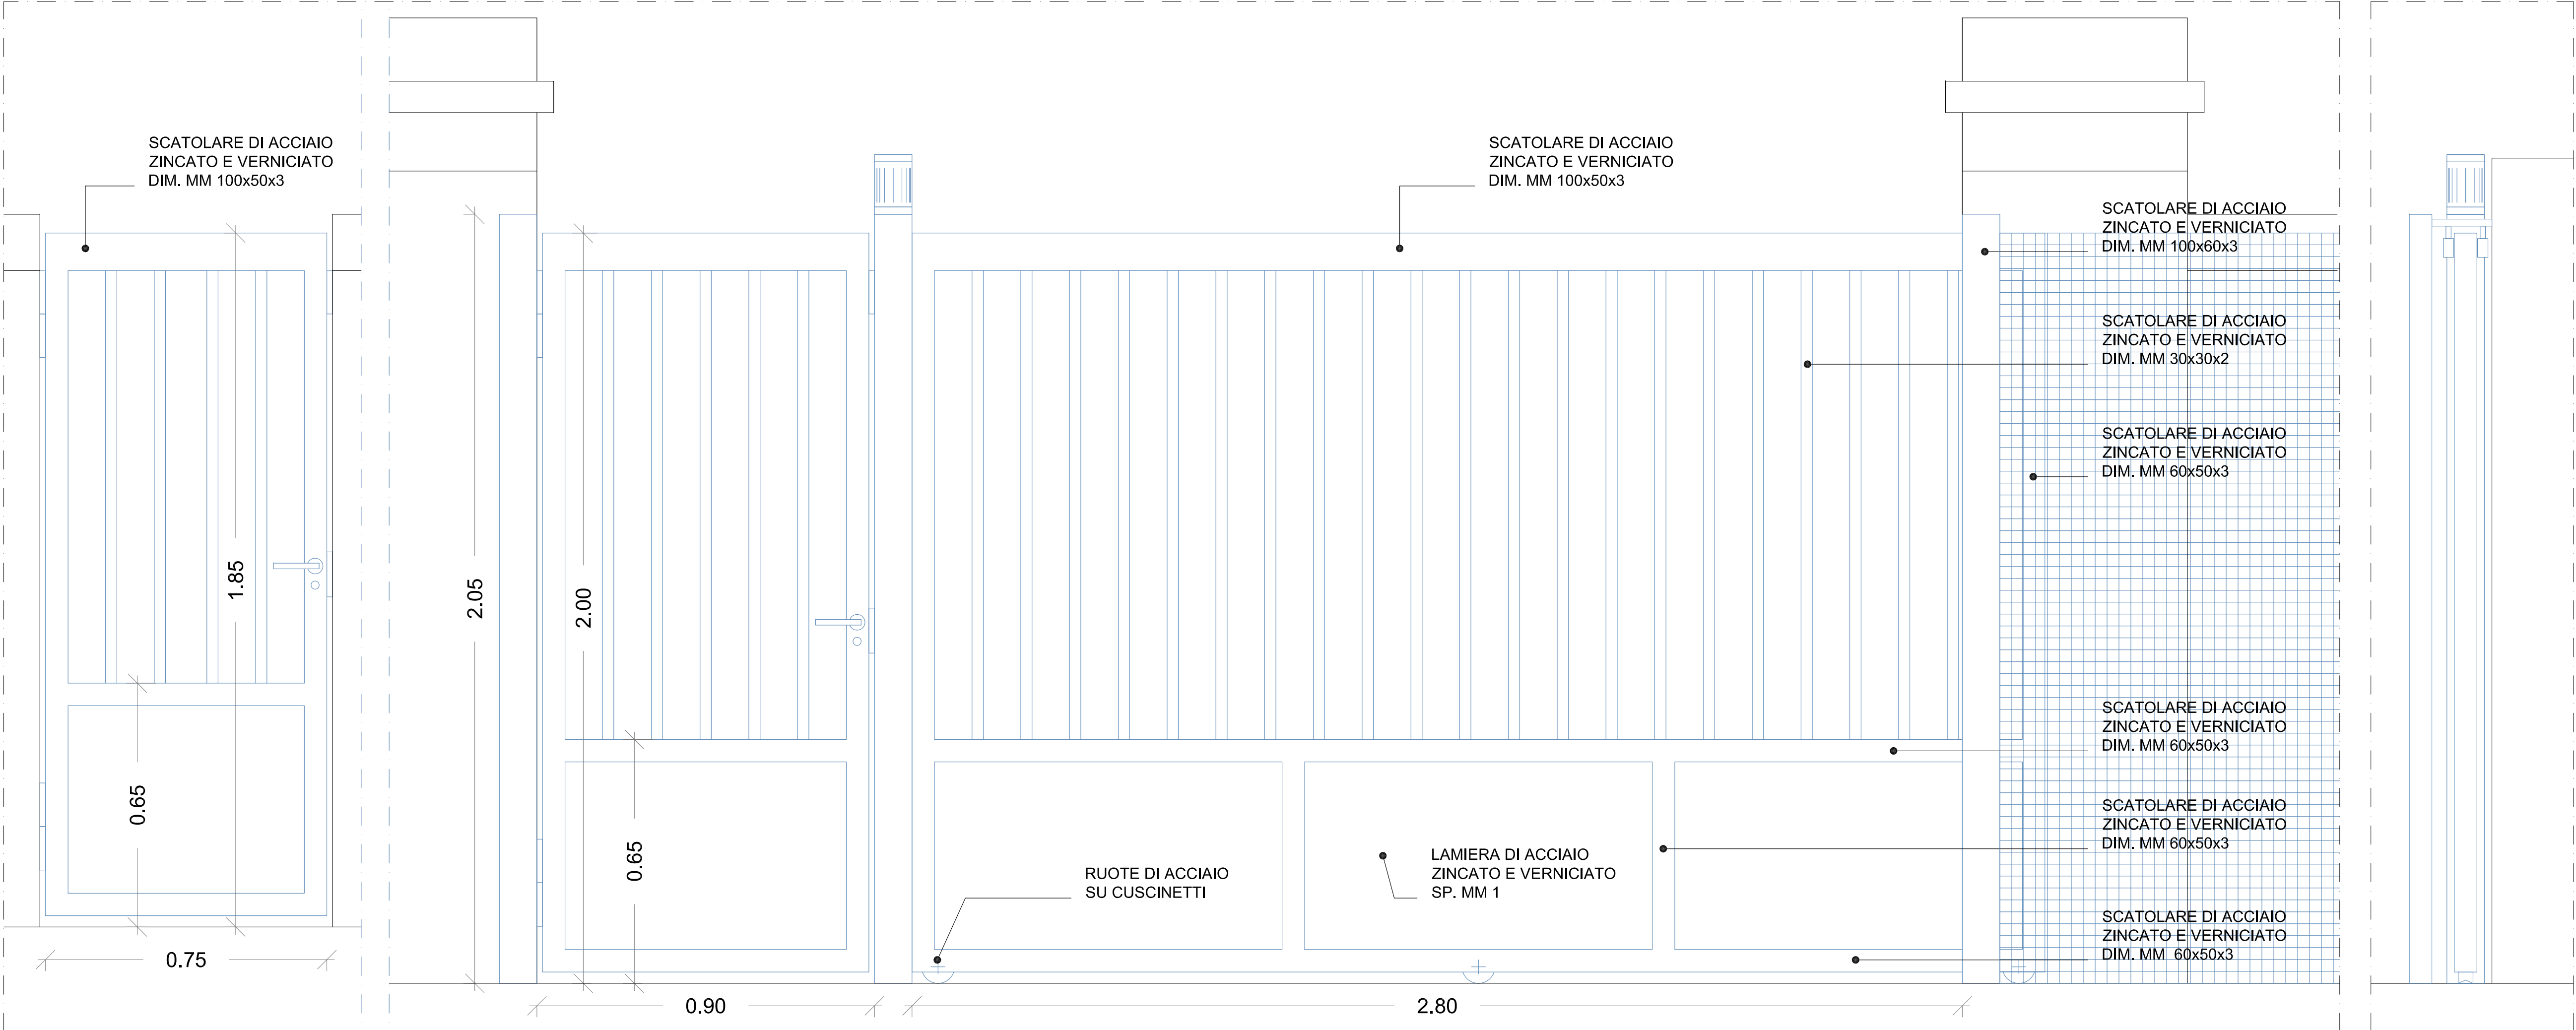 SCATOLARE DI ACCIAIO
ZINCATO E VERNICIATO
DIM. MM 100x50x3
1.85
0.65
0.75
2.05
2.00
0.65
0.90
SCATOLARE DI ACCIAIO
ZINCATO E VERNICIATO
DIM. MM 100x50x3
RUOTE DI ACCIAIO
SU CUSCINETTI
LAMIERA DI ACCIAIO
ZINCATO E VERNICIATO
SP. MM 1
2.80
SCATOLARE DI ACCIAIO
ZINCATO E VERNICIATO
DIM. MM 100x60x3
SCATOLARE DI ACCIAIO
ZINCATO E VERNICIATO
DIM. MM 30x30x2
SCATOLARE DI ACCIAIO
ZINCATO E VERNICIATO
DIM. MM 60x50x3
SCATOLARE DI ACCIAIO
ZINCATO E VERNICIATO
DIM. MM 60x50x3
SCATOLARE DI ACCIAIO
ZINCATO E VERNICIATO
DIM. MM 60x50x3
SCATOLARE DI ACCIAIO
ZINCATO E VERNICIATO
DIM. MM 60x50x3